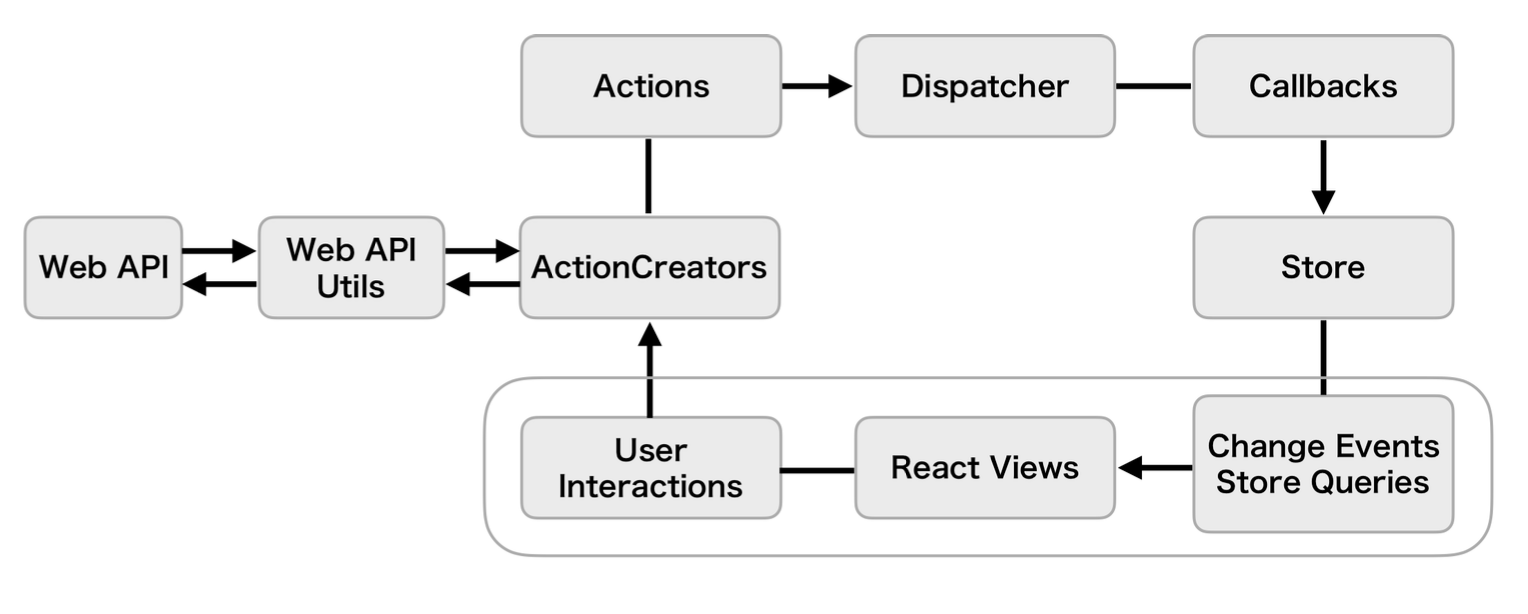 Actions
Dispatcher
Callbacks
Web API
Web API
Utils
ActionCreators
Store
User
Interactions
React Views
Change Events
Store Queries